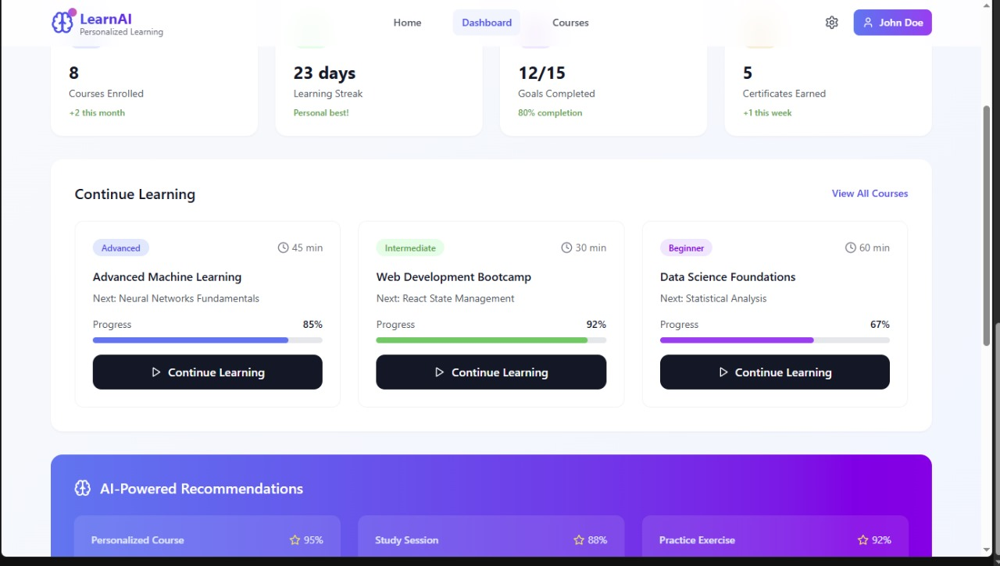 LearnAI
Personalized Learning
Home
Dashboard
Courses
John Doe
8
Courses Enrolled
+2 this month
23 days
Learning Streak
Personal best!
12/15
Goals Completed
80% completion
5
Certificates Earned
+1 this week
Continue Learning
View All Courses
Advanced
45 min
Advanced Machine Learning
Next: Neural Networks Fundamentals
Progress
85%
Continue Learning
Intermediate
30 min
Web Development Bootcamp
Next: React State Management
Progress
92%
Continue Learning
Beginner
60 min
Data Science Foundations
Next: Statistical Analysis
Progress
67%
Continue Learning
AI-Powered Recommendations
Personalized Course
95%
Study Session
88%
Practice Exercise
92%